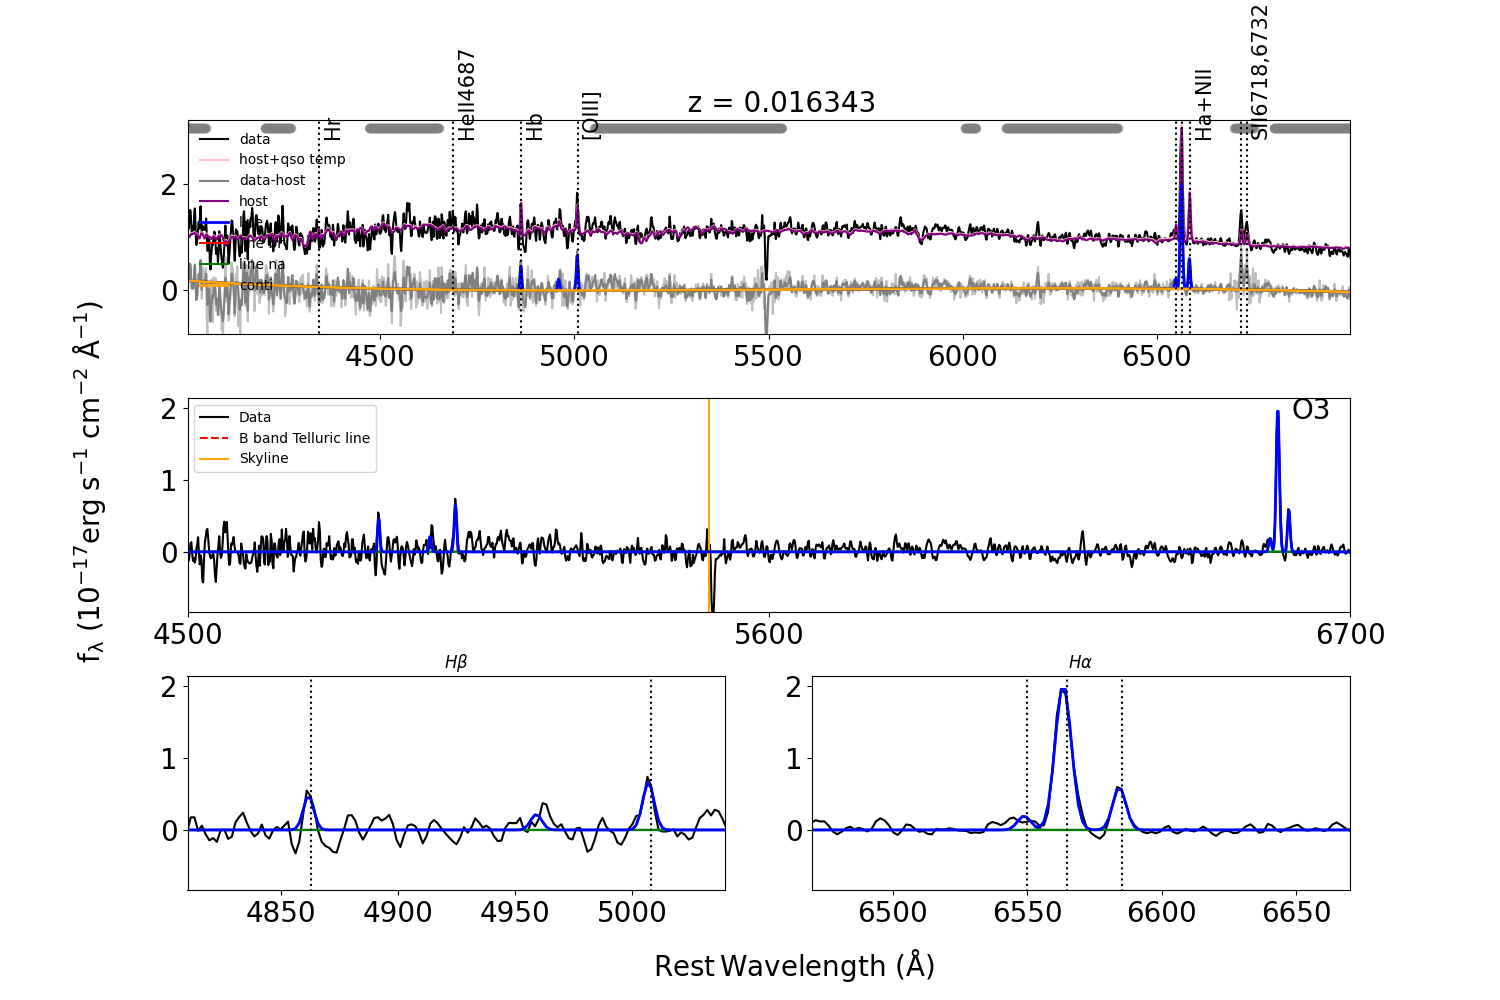 z = 0.016343
Hr
HeII4687
Hb
[OIII]
Ha+NII
SII6718,6732
data
host+qso temp
data-host
host
line
line br
line na
conti
2
0
4500
5000
5500
6000
6500
O3
Data
B band Telluric line
Skyline
2
1
0
4500
5600
6700
fλ (10−17erg s−1 cm−2 Å−1)
Hβ
2
1
0
4850
4900
4950
5000
Hα
2
1
0
6500
6550
6600
6650
Rest Wavelength (Å)